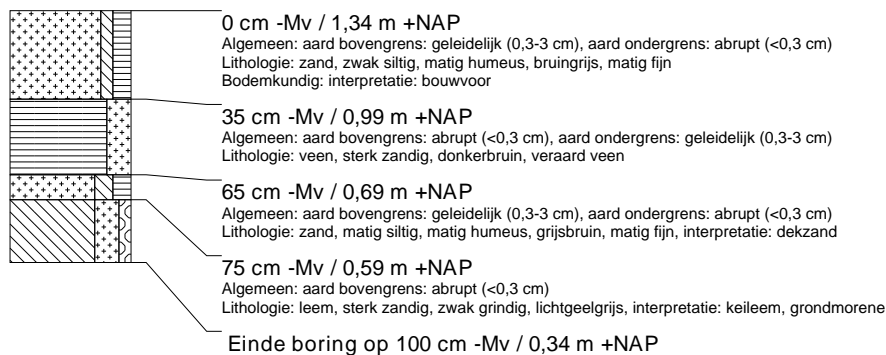 0 cm -Mv / 1,34 m +NAP
Algemeen: aard bovengrens: geleidelijk (0,3-3 cm), aard ondergrens: abrupt (<0,3 cm)
Lithologie: zand, zwak siltig, matig humeus, bruingrijs, matig fijn
Bodemkundig: interpretatie: bouwvoor
35 cm -Mv / 0,99 m +NAP
Algemeen: aard bovengrens: abrupt (<0,3 cm), aard ondergrens: geleidelijk (0,3-3 cm)
Lithologie: veen, sterk zandig, donkerbruin, veraard veen
65 cm -Mv / 0,69 m +NAP
Algemeen: aard bovengrens: geleidelijk (0,3-3 cm), aard ondergrens: abrupt (<0,3 cm)
Lithologie: zand, matig siltig, matig humeus, grijsbruin, matig fijn, interpretatie: dekzand
75 cm -Mv / 0,59 m +NAP
Algemeen: aard bovengrens: abrupt (<0,3 cm)
Lithologie: leem, sterk zandig, zwak grindig, lichtgeelgrijs, interpretatie: keileem, grondmorene
Einde boring op 100 cm -Mv / 0,34 m +NAP